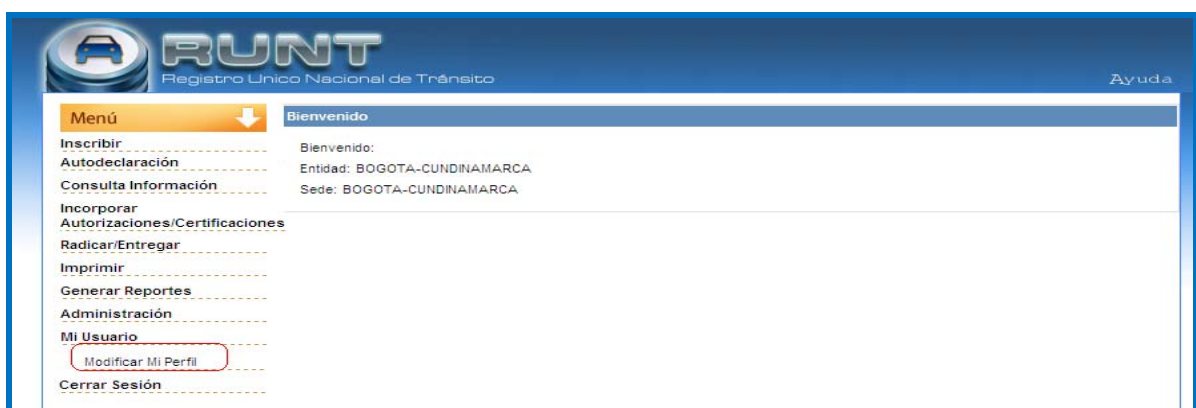 RUNT
Registro Unico Nacional de Tránsito
Ayuda
Menú
Inscribir
Autodeclaración
Consulta Información
Incorporar
Autorizaciones/Certificaciones
Radicar/Entregar
Imprimir
Generar Reportes
Administración
Mi Usuario
Modificar Mi Perfil
Cerrar Sesión
Bienvenido
Bienvenido:
Entidad: BOGOTA-CUNDINAMARCA
Sede: BOGOTA-CUNDINAMARCA